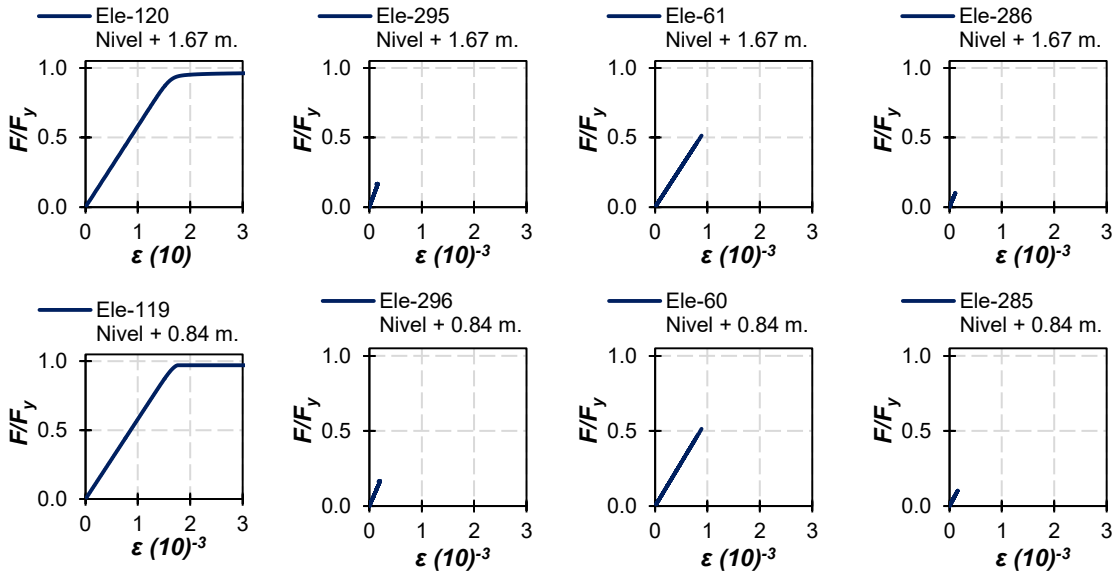 Ele-120
Nivel + 1.67 m.
F/Fy
1.0
0.5
0.0
0 1 2 3
ε (10)
Ele-295
Nivel + 1.67 m.
F/Fy
1.0
0.5
0.0
0 1 2 3
ε (10)-3
Ele-61
Nivel + 1.67 m.
F/Fy
1.0
0.5
0.0
0 1 2 3
ε (10)-3
Ele-286
Nivel + 1.67 m.
F/Fy
1.0
0.5
0.0
0 1 2 3
ε (10)-3
Ele-119
Nivel + 0.84 m.
F/Fy
1.0
0.5
0.0
0 1 2 3
ε (10)-3
Ele-296
Nivel + 0.84 m.
F/Fy
1.0
0.5
0.0
0 1 2 3
ε (10)-3
Ele-60
Nivel + 0.84 m.
F/Fy
1.0
0.5
0.0
0 1 2 3
ε (10)-3
Ele-285
Nivel + 0.84 m.
F/Fy
1.0
0.5
0.0
0 1 2 3
ε (10)-3